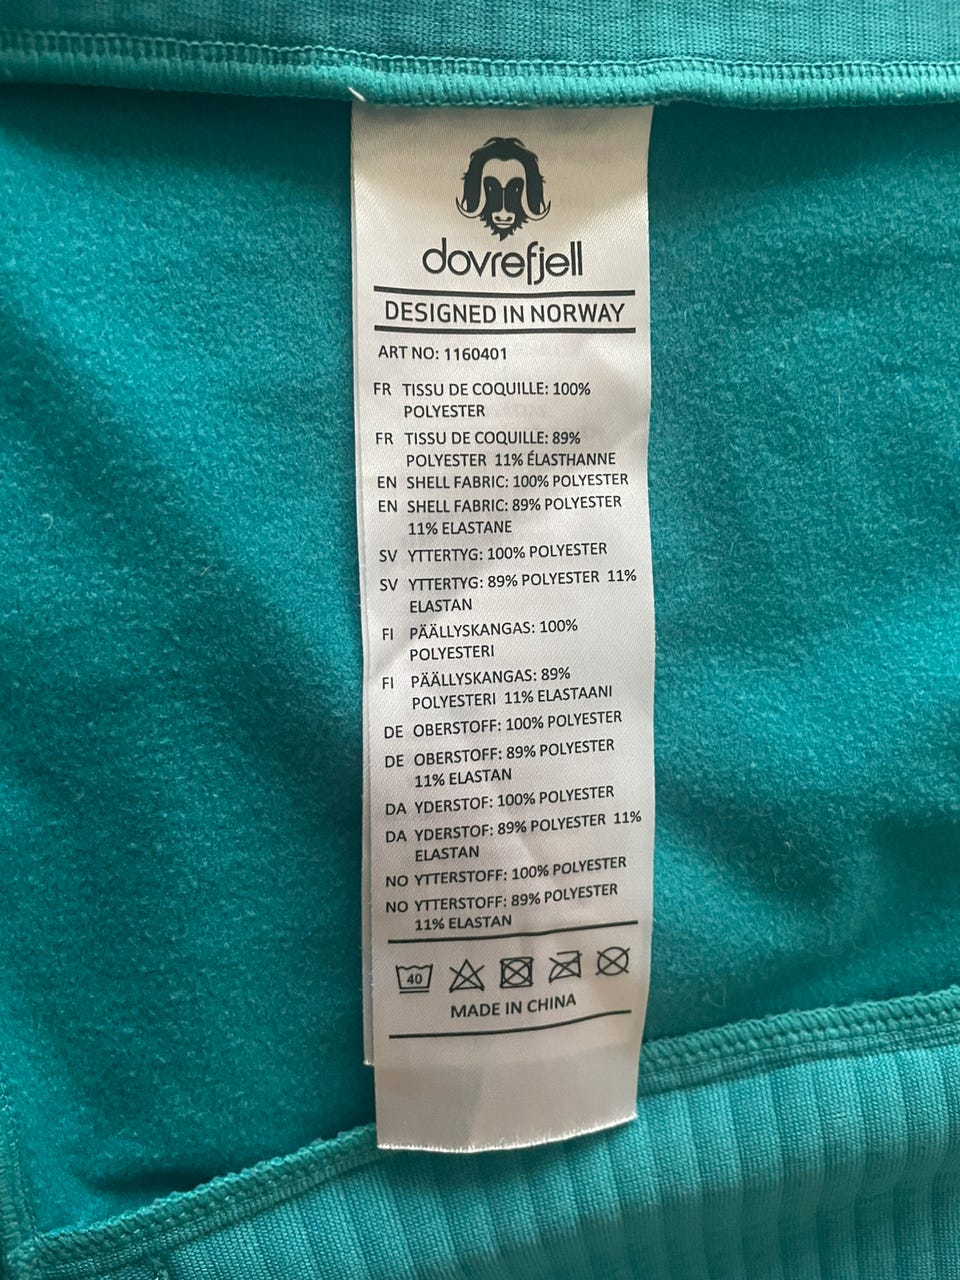 dovrefjell
DESIGNED IN NORWAY
ART NO: 1160401
FR TISSU DE COQUILLE: 100%
POLYESTER
FR TISSU DE COQUILLE: 89%
POLYESTER 11% ÉLASTHANNE
EN SHELL FABRIC: 100% POLYESTER
EN SHELL FABRIC: 89% POLYESTER
11% ELASTANE
SV YTTERTYG: 100% POLYESTER
SV YTTERTYG: 89% POLYESTER 11%
ELASTAN
FI PÄÄLLYSKANGAS: 100%
POLYESTERI
FI PÄÄLLYSKANGAS: 89%
POLYESTERI 11% ELASTAANI
DE OBERSTOFF: 100% POLYESTER
DE OBERSTOFF: 89% POLYESTER
11% ELASTAN
DA YDERSTOF: 100% POLYESTER
DA YDERSTOF: 89% POLYESTER 11%
ELASTAN
NO YTTERSTOFF: 100% POLYESTER
NO YTTERSTOFF: 89% POLYESTER
11% ELASTAN
40
MADE IN CHINA